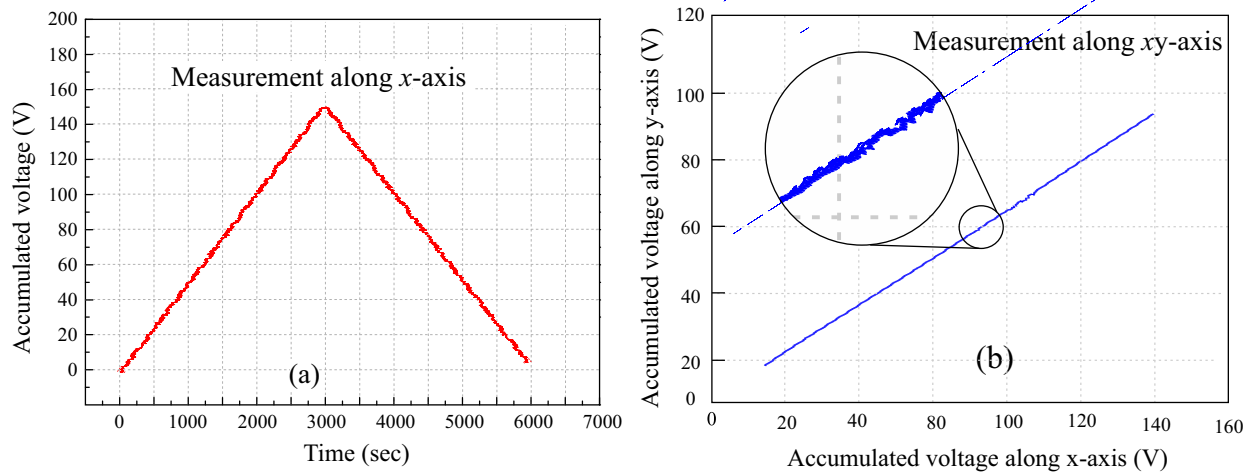 200
180
160
140
120
100
80
60
40
20
0
Accumulated voltage (V)
Measurement along x-axis
(a)
0 1000 2000 3000 4000 5000 6000 7000
Time (sec)
120
100
80
60
40
20
0
Accumulated voltage along y-axis (V)
Measurement along xy-axis
(b)
0 20 40 60 80 100 120 140 160
Accumulated voltage along x-axis (V)